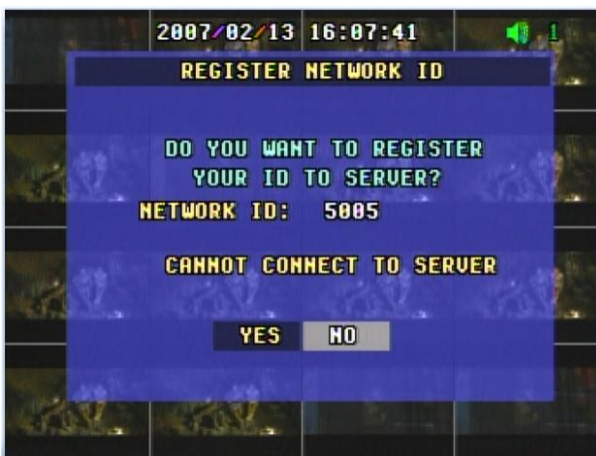 2007/02/13 16:07:41 1
REGISTER NETWORK ID
DO YOU WANT TO REGISTER
YOUR ID TO SERVER?
NETWORK ID: 5005
CANNOT CONNECT TO SERVER
YES NO